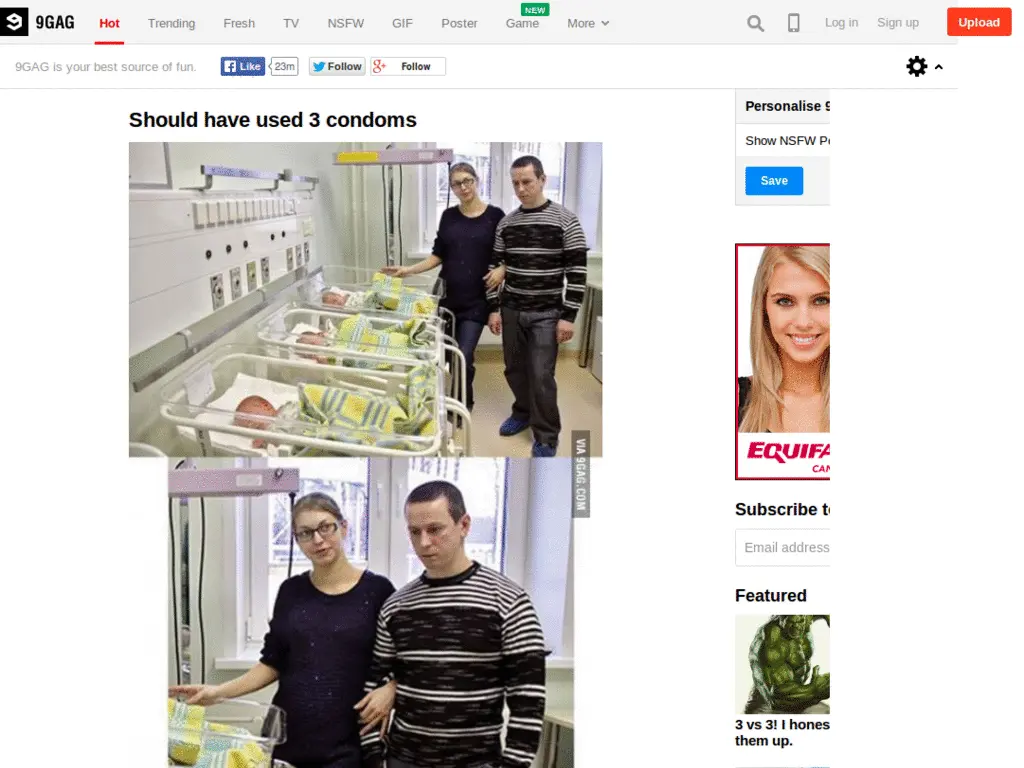 9GAG
Hot
Trending
Fresh
TV
NSFW
GIF
Poster
Game
NEW
More
Log in
Sign up
Upload
9GAG is your best source of fun.
Like
23m
Follow
Follow
Should have used 3 condoms
VIA 9GAG.COM
Personalise 9
Show NSFW Po
Save
EQUIFA
CAN
Subscribe to
Email address
Featured
3 vs 3! I hones
them up.